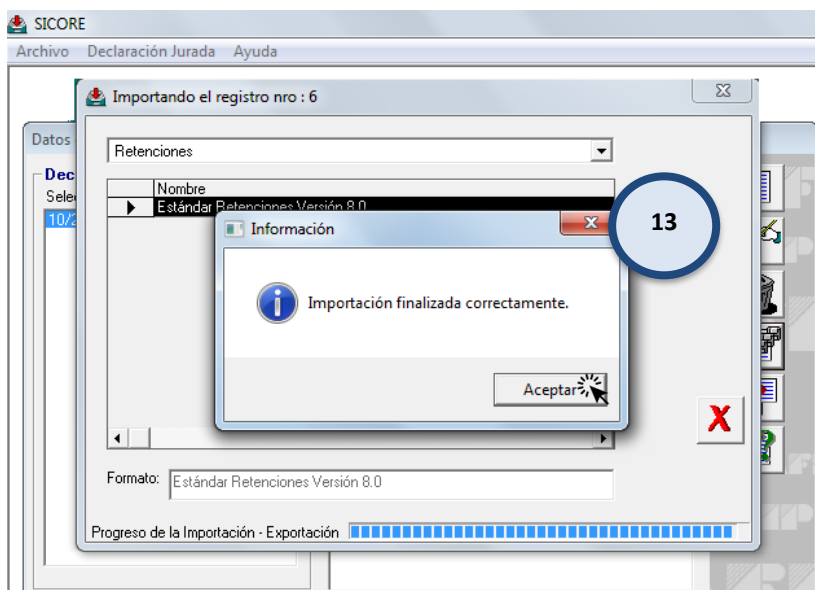 SICORE
Archivo Declaración Jurada Ayuda
Importando el registro nro : 6
Datos
Retenciones
Dec
Sele
Nombre
10/2
Estándar Retenciones Versión 8.0
Información
13
Importación finalizada correctamente.
Aceptar
X
Formato: Estándar Retenciones Versión 8.0
Progreso de la Importación - Exportación